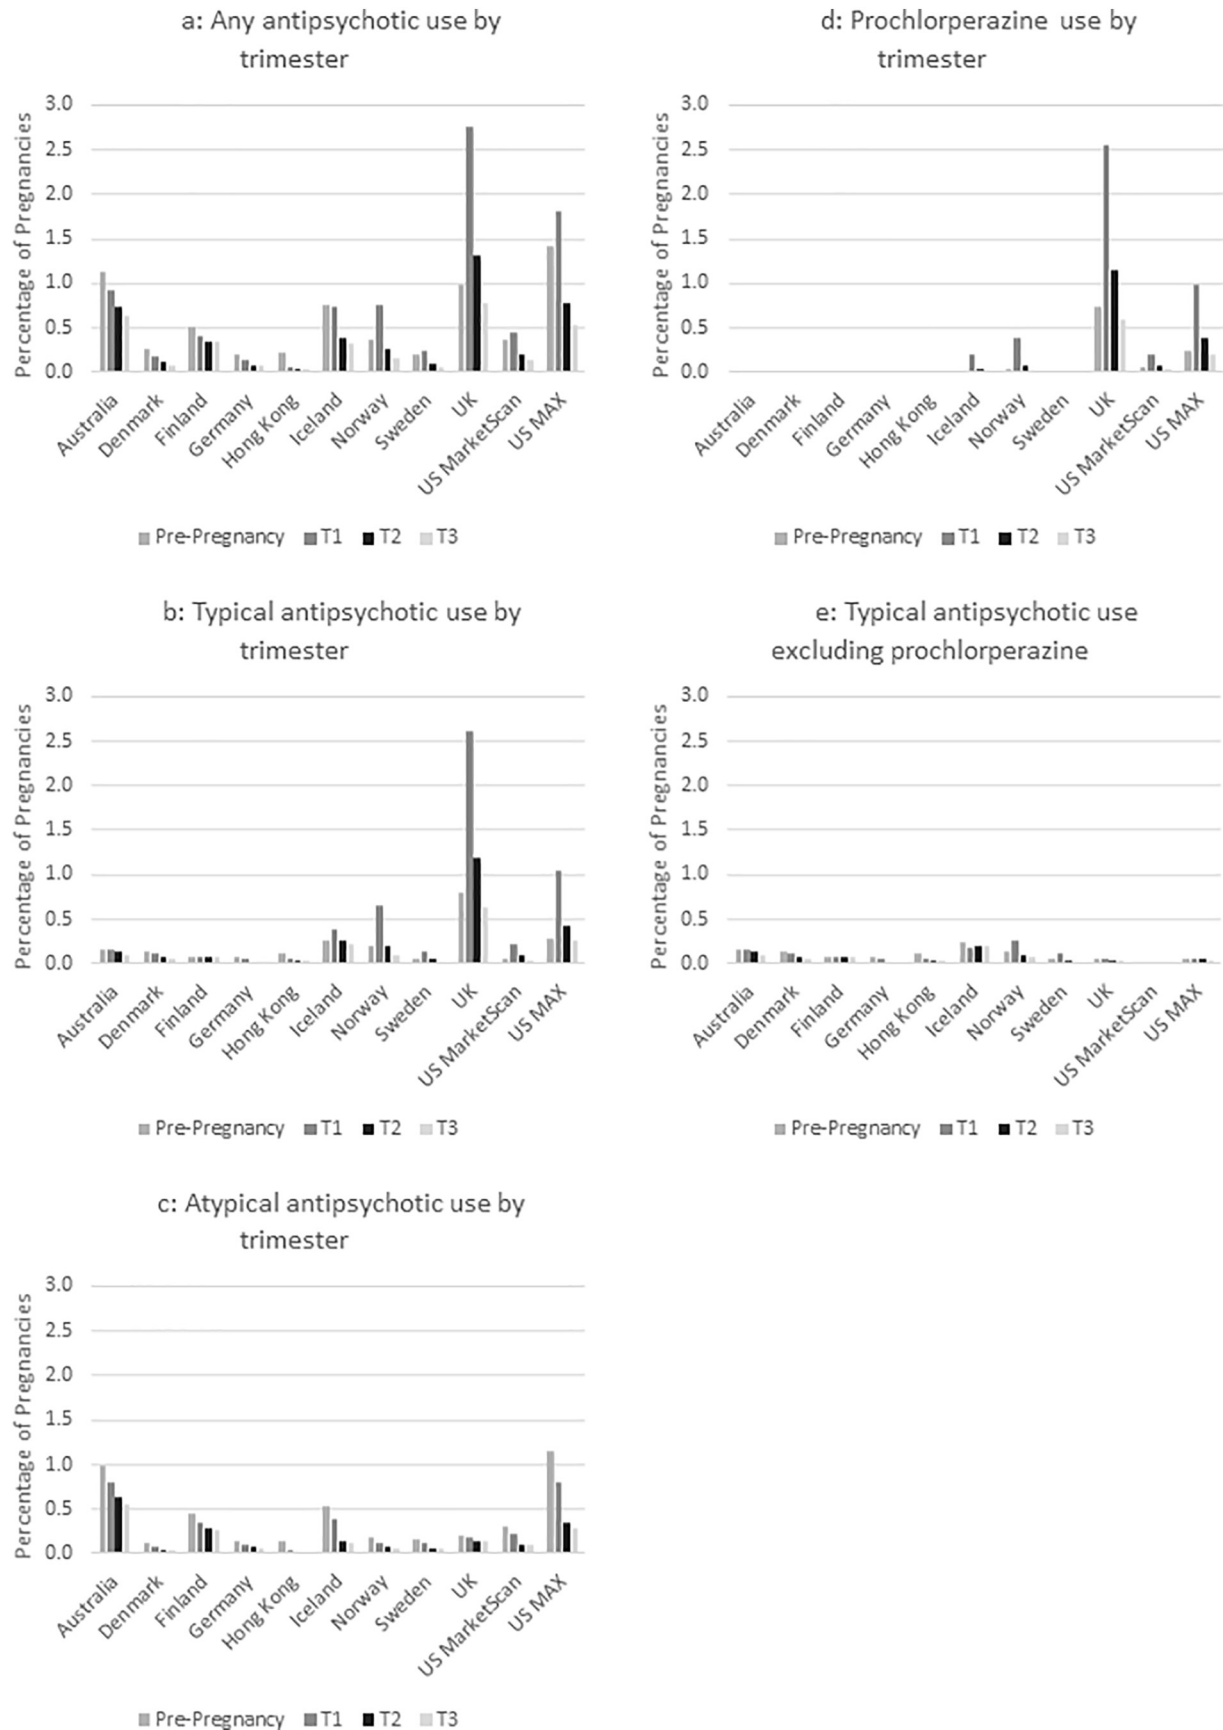 a: Any antipsychotic use by
trimester
Percentage of Pregnancies
3.0
2.5
2.0
1.5
1.0
0.5
0.0
Australia
Denmark
Finland
Germany
Hong Kong
Iceland
Norway
Sweden
UK
US MarketScan
US MAX
Pre-Pregnancy T1 T2 T3
d: Prochlorperazine use by
trimester
Percentage of Pregnancies
3.0
2.5
2.0
1.5
1.0
0.5
0.0
Australia
Denmark
Finland
Germany
Hong Kong
Iceland
Norway
Sweden
UK
US MarketScan
US MAX
Pre-Pregnancy T1 T2 T3
b: Typical antipsychotic use by
trimester
Percentage of Pregnancies
3.0
2.5
2.0
1.5
1.0
0.5
0.0
Australia
Denmark
Finland
Germany
Hong Kong
Iceland
Norway
Sweden
UK
US MarketScan
US MAX
Pre-Pregnancy T1 T2 T3
e: Typical antipsychotic use
excluding prochlorperazine
Percentage of Pregnancies
3.0
2.5
2.0
1.5
1.0
0.5
0.0
Australia
Denmark
Finland
Germany
Hong Kong
Iceland
Norway
Sweden
UK
US MarketScan
US MAX
Pre-Pregnancy T1 T2 T3
c: Atypical antipsychotic use by
trimester
Percentage of Pregnancies
3.0
2.5
2.0
1.5
1.0
0.5
0.0
Australia
Denmark
Finland
Germany
Hong Kong
Iceland
Norway
Sweden
UK
US MarketScan
US MAX
Pre-Pregnancy T1 T2 T3